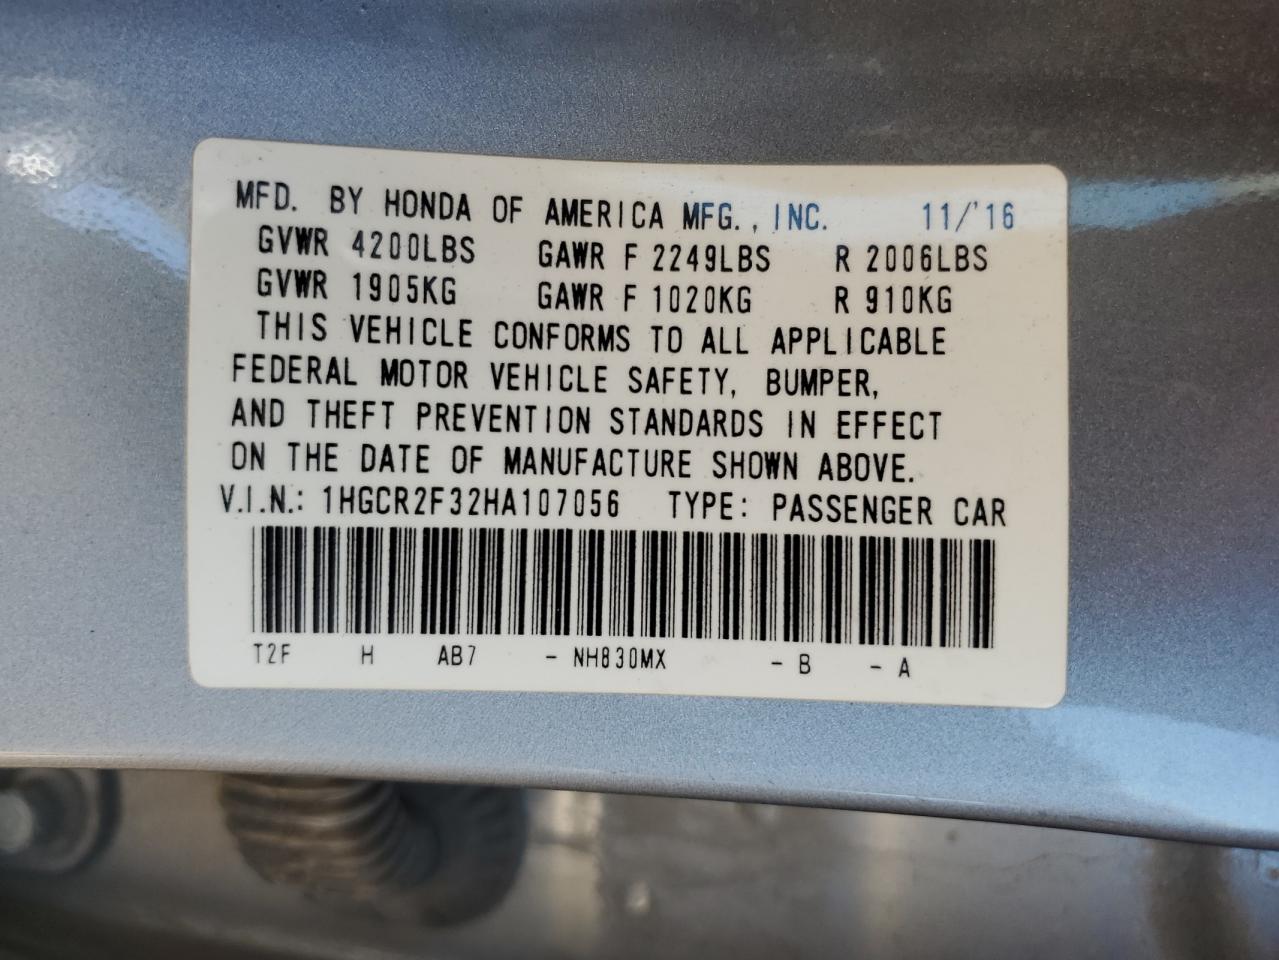 MFD. BY HONDA OF AMERICA MFG., INC. 11/'16
GVWR 4200LBS GAWR F 2249LBS R 2006LBS
GVWR 1905KG GAWR F 1020KG R 910KG
THIS VEHICLE CONFORMS TO ALL APPLICABLE
FEDERAL MOTOR VEHICLE SAFETY, BUMPER,
AND THEFT PREVENTION STANDARDS IN EFFECT
ON THE DATE OF MANUFACTURE SHOWN ABOVE.
V.I.N.: 1HGCR2F32HA107056 TYPE: PASSENGER CAR
T2F H AB7 - NH830MX - B - A